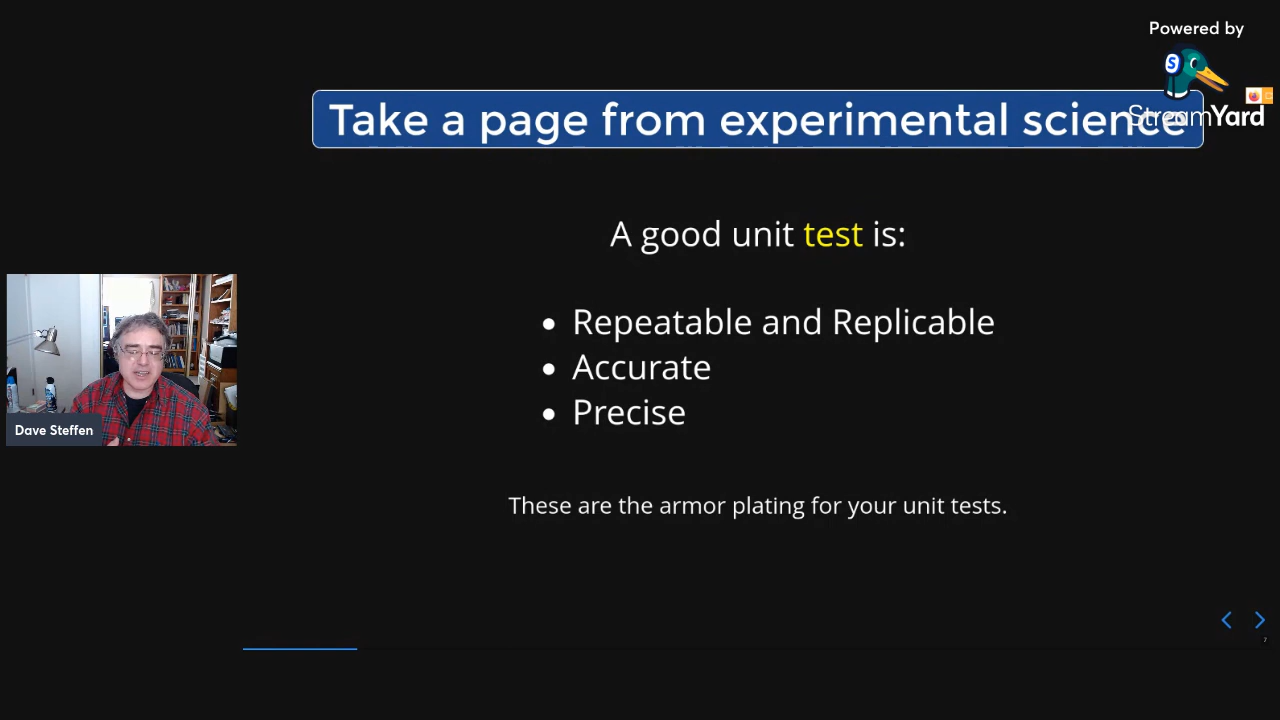 Powered by
StreamYard
Take a page from experimental science
A good unit test is:
• Repeatable and Replicable
• Accurate
• Precise
These are the armor plating for your unit tests.
Dave Steffen
7